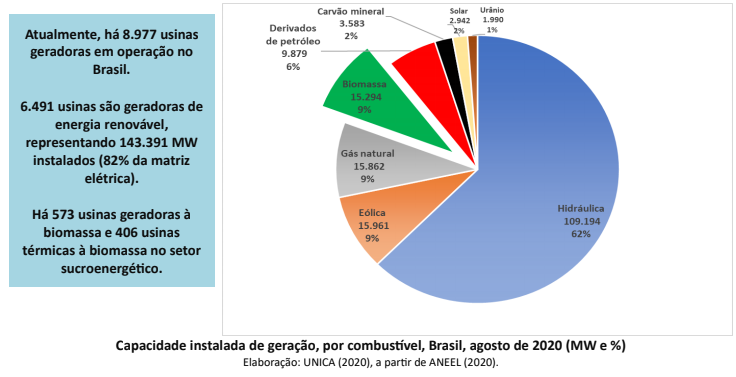 Atualmente, há 8.977 usinas
geradoras em operação no
Brasil.
6.491 usinas são geradoras de
energia renovável,
representando 143.391 MW
instalados (82% da matriz
elétrica).
Há 573 usinas geradoras à
biomassa e 406 usinas
térmicas à biomassa no setor
sucroenergético.
Carvão mineral
3.583
2%
Solar
2.942
2%
Urânio
1.990
1%
Derivados
de petróleo
9.879
6%
Biomassa
15.294
9%
Gás natural
15.862
9%
Eólica
15.961
9%
Hidráulica
109.194
62%
Capacidade instalada de geração, por combustível, Brasil, agosto de 2020 (MW e %)
Elaboração: UNICA (2020), a partir de ANEEL (2020).